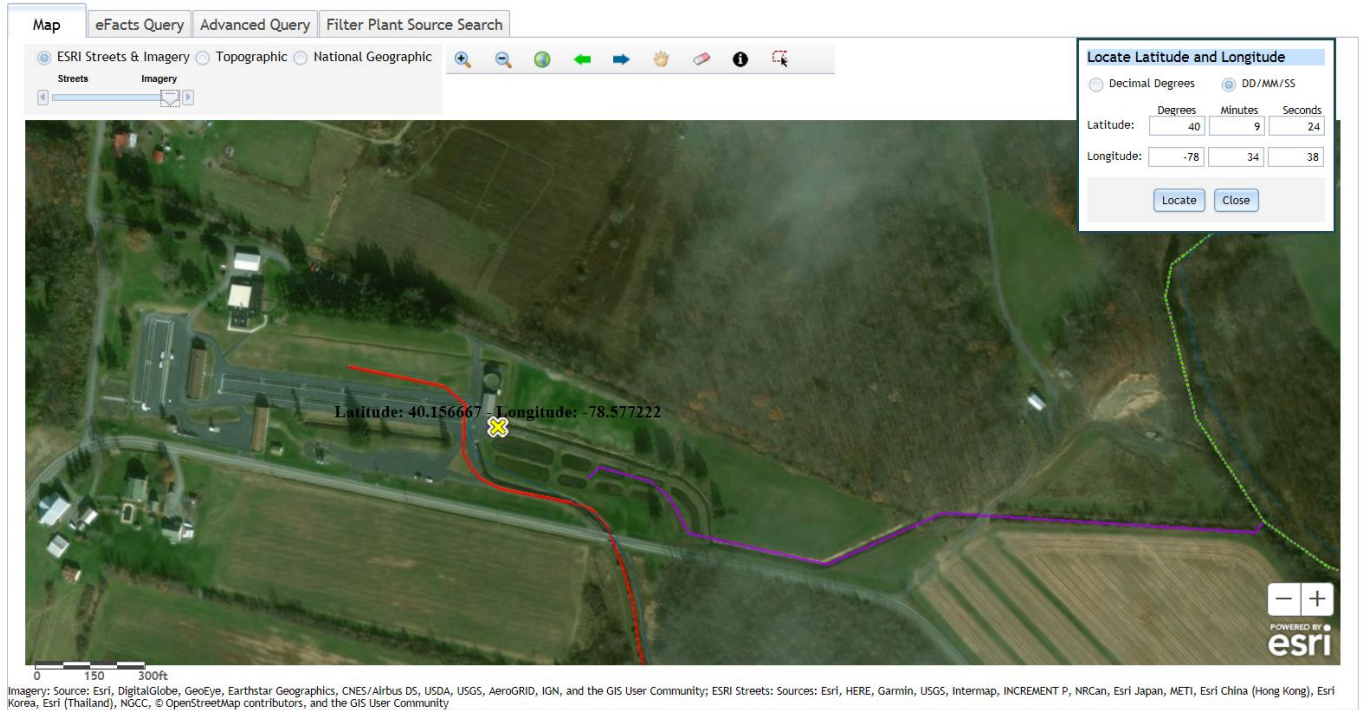 Map
eFacts Query
Advanced Query
Filter Plant Source Search
ESRI Streets & Imagery
Topographic
National Geographic
Streets
Imagery
Locate Latitude and Longitude
Decimal Degrees
DD/MM/SS
Degrees
Minutes
Seconds
Latitude:
40
9
24
Longitude:
-78
34
38
Locate
Close
Latitude: 40.156667 - Longitude: -78.577222
POWERED BY
esri
0
150
300ft
Imagery: Source: Esri, DigitalGlobe, GeoEye, Earthstar Geographics, CNES/Airbus DS, USDA, USGS, AeroGRID, IGN, and the GIS User Community; ESRI Streets: Sources: Esri, HERE, Garmin, USGS, Intermap, INCREMENT P, NRCan, Esri Japan, METI, Esri China (Hong Kong), Esri
Korea, Esri (Thailand), NGCC, © OpenStreetMap contributors, and the GIS User Community